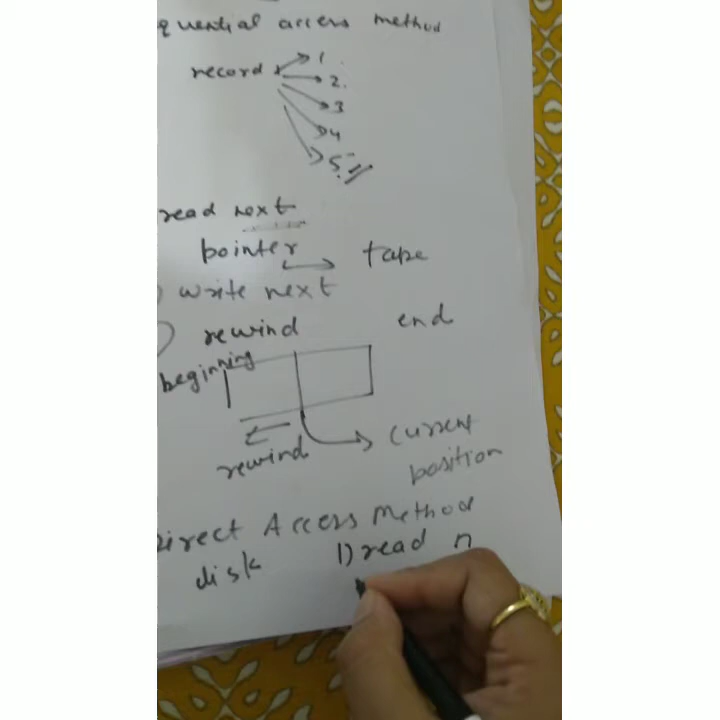 quential access method
record 1
2.
3
4
5.
read next
pointer tape
) write next
) rewind end
beginning
rewind
current
position
Direct Access Method
disk 1) read n